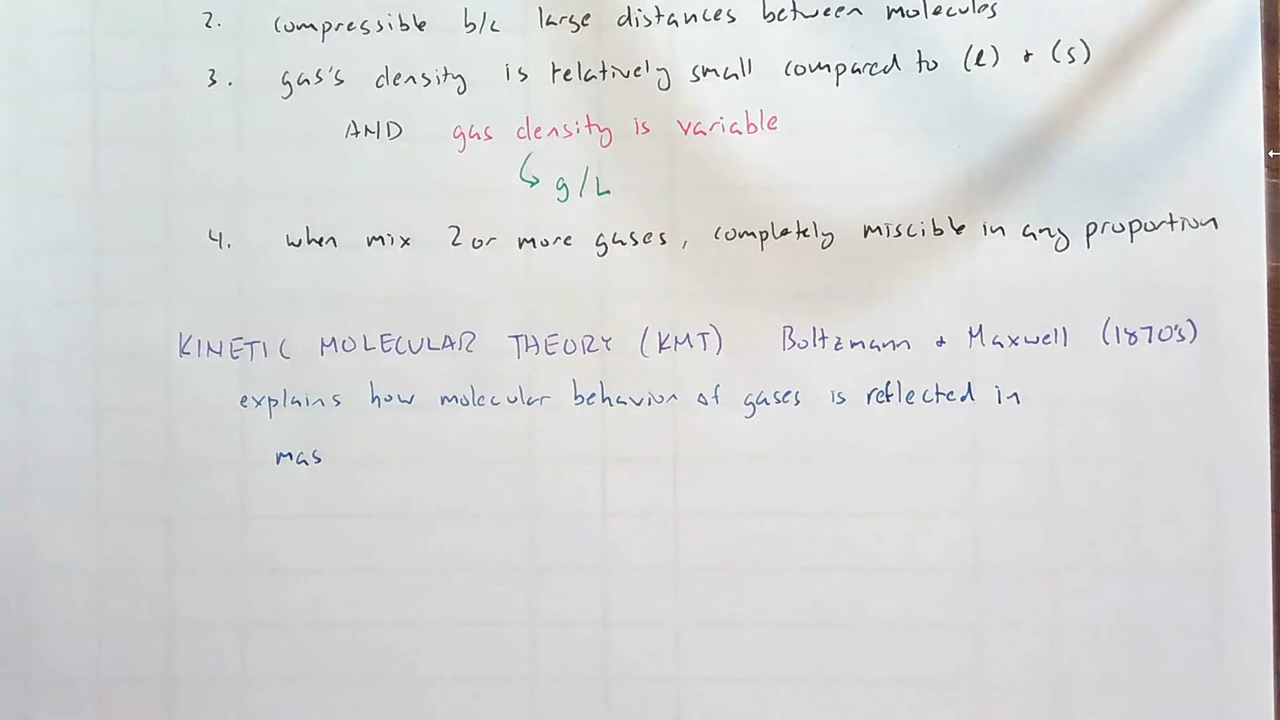 2. compressible b/c large distances between molecules
3. gas's density is relatively small compared to (l) + (s)
AND gas density is variable
↳ g/L
4. when mix 2 or more gases, completely miscible in any proportion
KINETIC MOLECULAR THEORY (KMT) Boltzmann + Maxwell (1870's)
explains how molecular behavior of gases is reflected in
mas